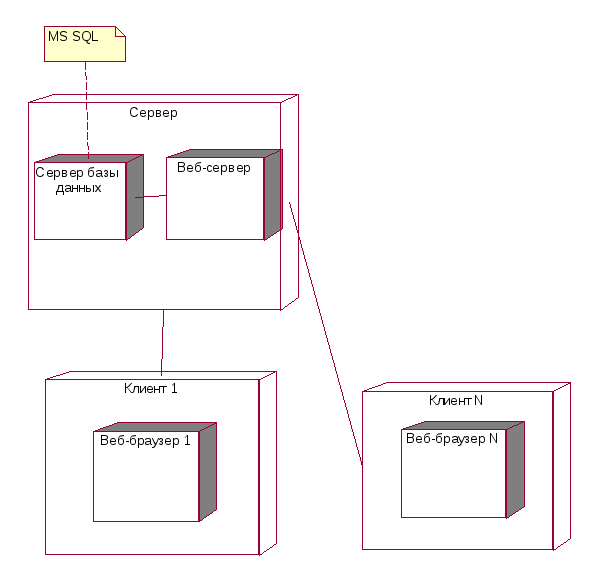 MS SQL
Сервер
Сервер базы
данных
Веб-сервер
Клиент 1
Веб-браузер 1
Клиент N
Веб-браузер N